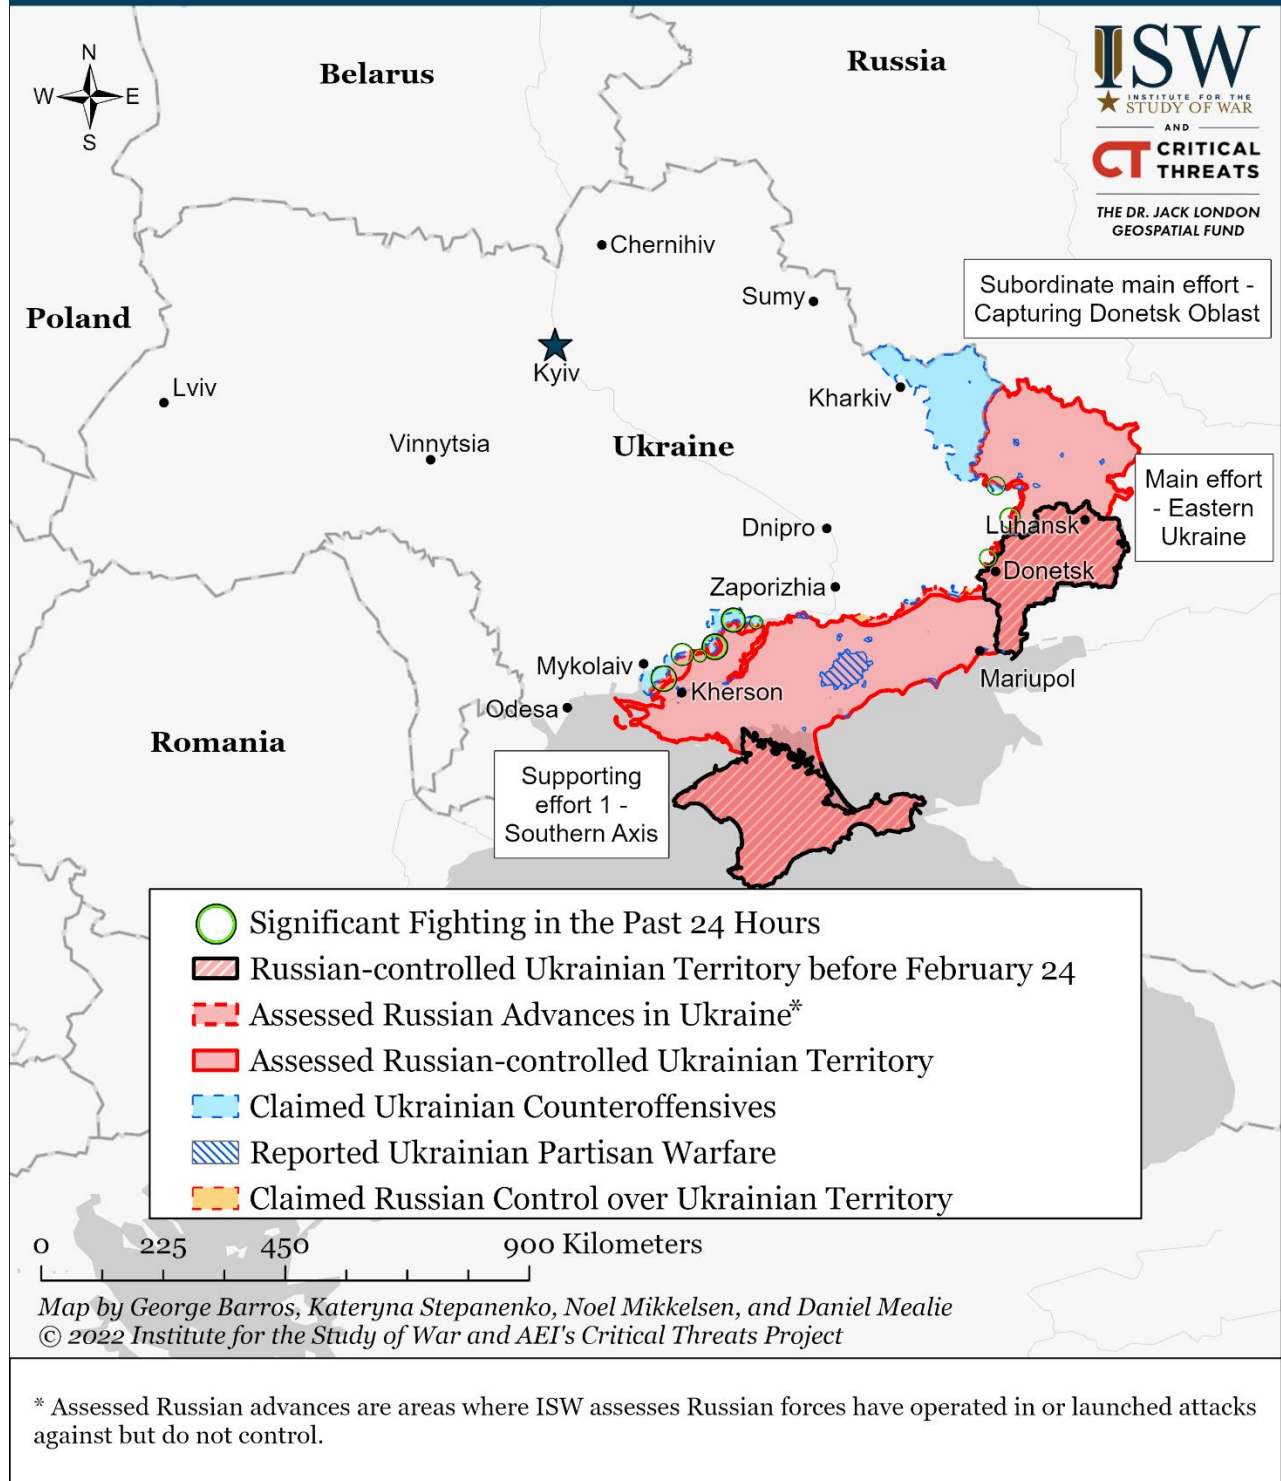 N
W
E
S
Belarus
Russia
ISW
INSTITUTE FOR THE
STUDY OF WAR
AND
CT CRITICAL
THREATS
THE DR. JACK LONDON
GEOSPATIAL FUND
Chernihiv
Sumy
Subordinate main effort -
Capturing Donetsk Oblast
Poland
Kyiv
Lviv
Kharkiv
Vinnytsia
Ukraine
Main effort
- Eastern
Ukraine
Dnipro
Luhansk
Donetsk
Zaporizhia
Mykolaiv
Mariupol
Kherson
Odesa
Romania
Supporting
effort 1 -
Southern Axis
Significant Fighting in the Past 24 Hours
Russian-controlled Ukrainian Territory before February 24
Assessed Russian Advances in Ukraine*
Assessed Russian-controlled Ukrainian Territory
Claimed Ukrainian Counteroffensives
Reported Ukrainian Partisan Warfare
Claimed Russian Control over Ukrainian Territory
0 225 450 900 Kilometers
Map by George Barros, Kateryna Stepanenko, Noel Mikkelsen, and Daniel Mealie
© 2022 Institute for the Study of War and AEI's Critical Threats Project
* Assessed Russian advances are areas where ISW assesses Russian forces have operated in or launched attacks
against but do not control.